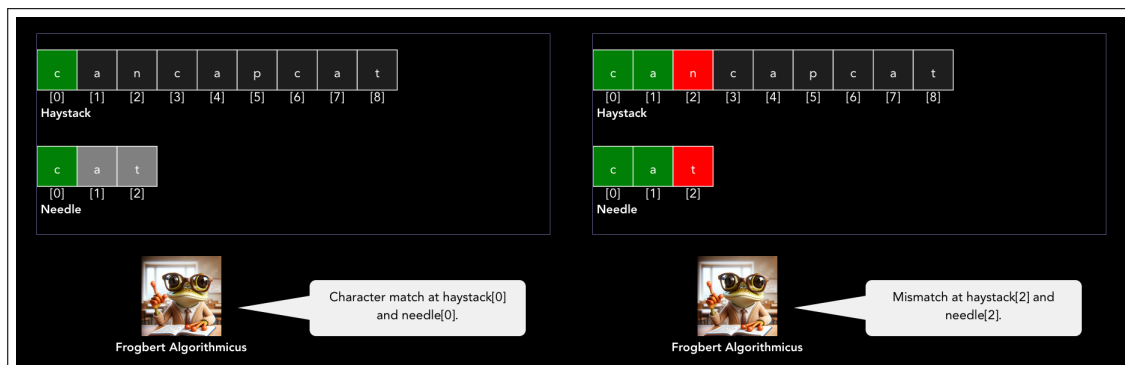 c a n c a p c a t
[0] [1] [2] [3] [4] [5] [6] [7] [8]
Haystack
c a t
[0] [1] [2]
Needle
Character match at haystack[0]
and needle[0].
Frogbert Algorithmicus
c a n c a p c a t
[0] [1] [2] [3] [4] [5] [6] [7] [8]
Haystack
c a t
[0] [1] [2]
Needle
Mismatch at haystack[2] and
needle[2].
Frogbert Algorithmicus